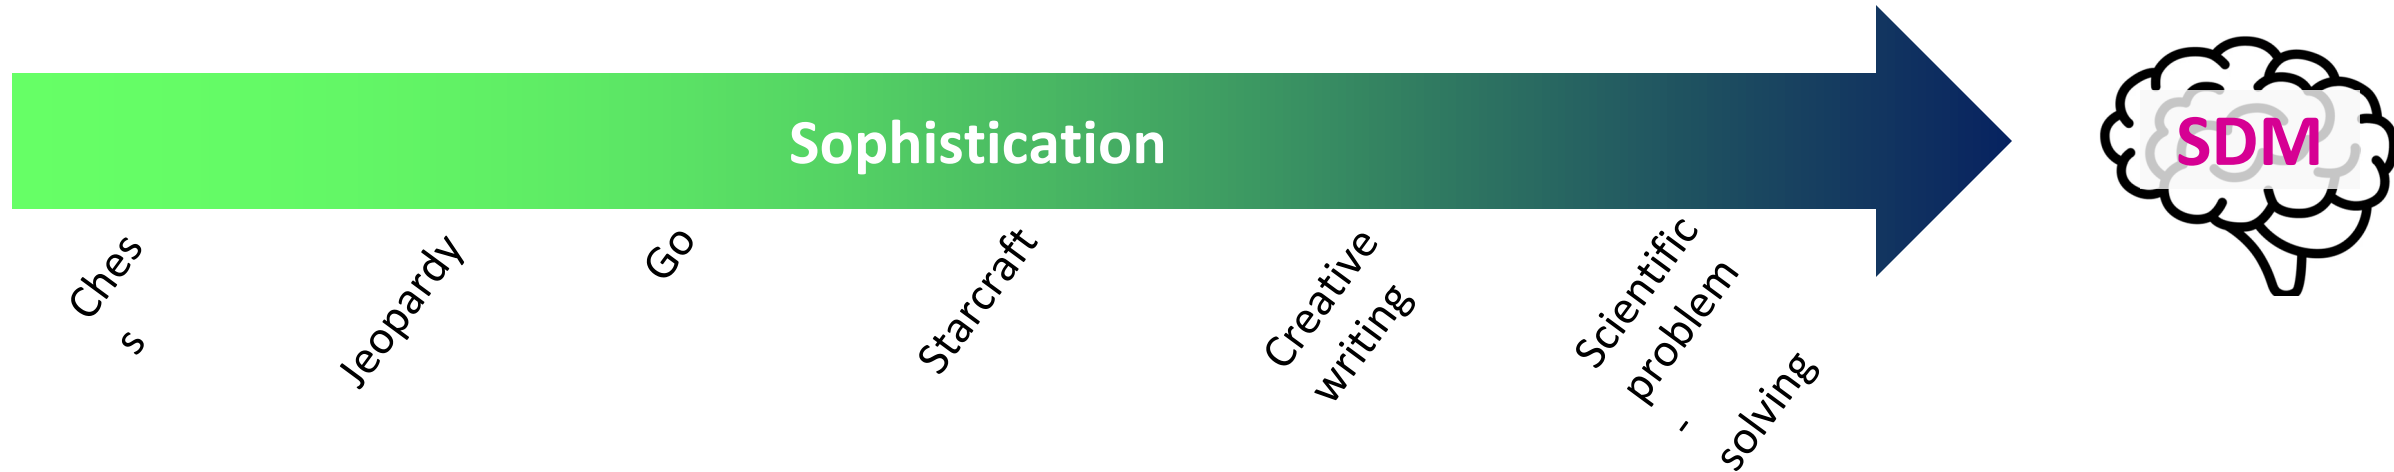 Sophistication
SDM
Ches
s
Jeopardy
Go
Starcraft
Creative
writing
Scientific
problem
-
solving